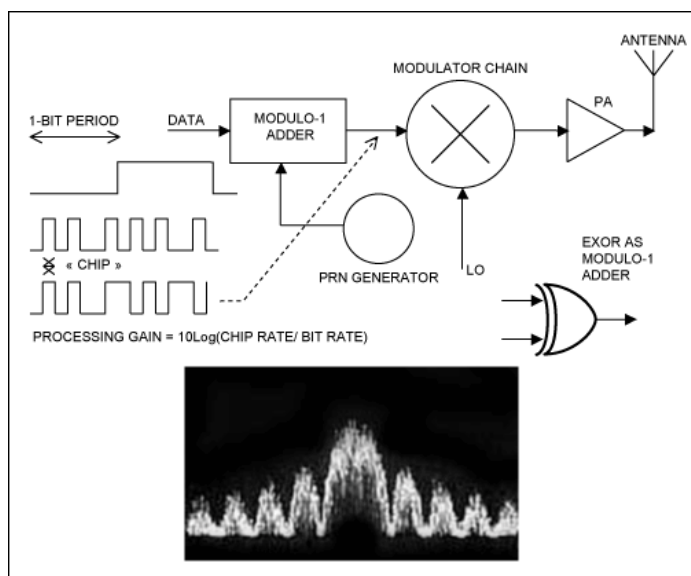 ANTENNA
MODULATOR CHAIN
PA
1-BIT PERIOD
DATA
MODULO-1
ADDER
« CHIP »
PRN GENERATOR
LO
EXOR AS
MODULO-1
ADDER
PROCESSING GAIN = 10Log(CHIP RATE/ BIT RATE)